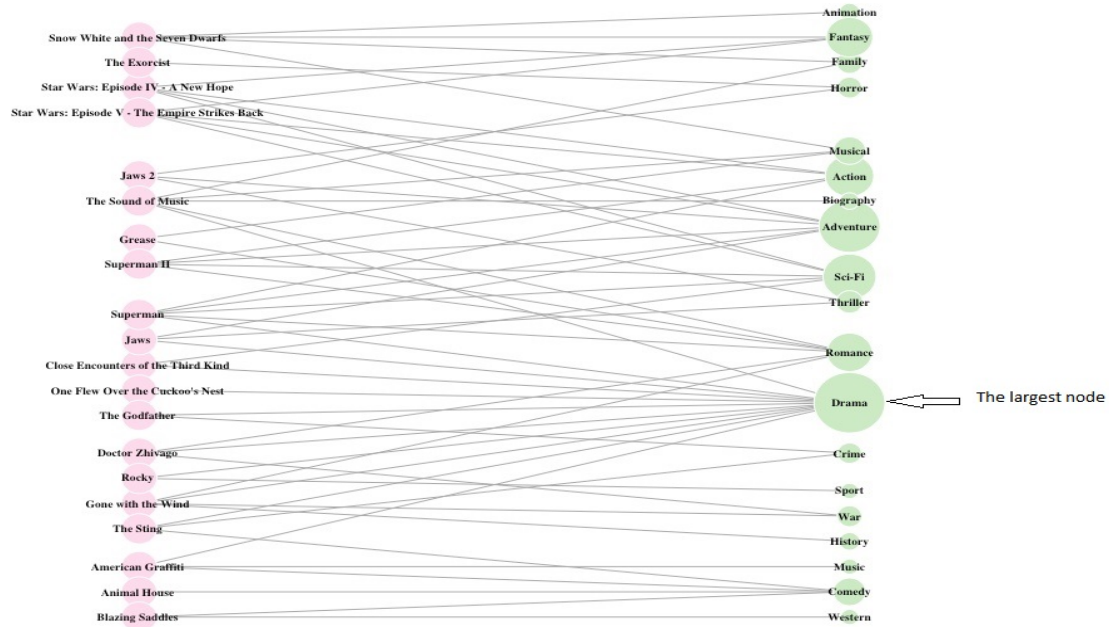 Snow White and the Seven Dwarfs
The Exorcist
Star Wars: Episode IV - A New Hope
Star Wars: Episode V - The Empire Strikes Back
Jaws 2
The Sound of Music
Grease
Superman II
Superman
Jaws
Close Encounters of the Third Kind
One Flew Over the Cuckoo's Nest
The Godfather
Doctor Zhivago
Rocky
Gone with the Wind
The Sting
American Graffiti
Animal House
Blazing Saddles
Animation
Fantasy
Family
Horror
Musical
Action
Biography
Adventure
Sci-Fi
Thriller
Romance
Drama
Crime
Sport
War
History
Music
Comedy
Western
The largest node